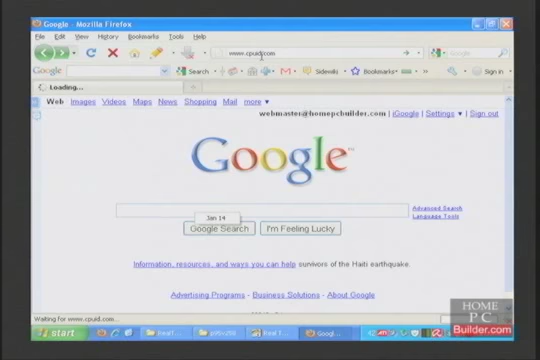 Google - Mozilla Firefox
File Edit View History Bookmarks Tools Help
www.cpuid.com
Google
Google Search Sidewiki Bookmarks Sign in
Loading...
Web Images Videos Maps News Shopping Mail more
webmaster@homepcbuilder.com | iGoogle | Settings | Sign out
Google
Advanced Search
Language Tools
Jan 14
Google Search I'm Feeling Lucky
Information, resources, and ways you can help survivors of the Haiti earthquake.
Advertising Programs - Business Solutions - About Google
Waiting for www.cpuid.com...
HOME
PC
Builder.com
start Googl...